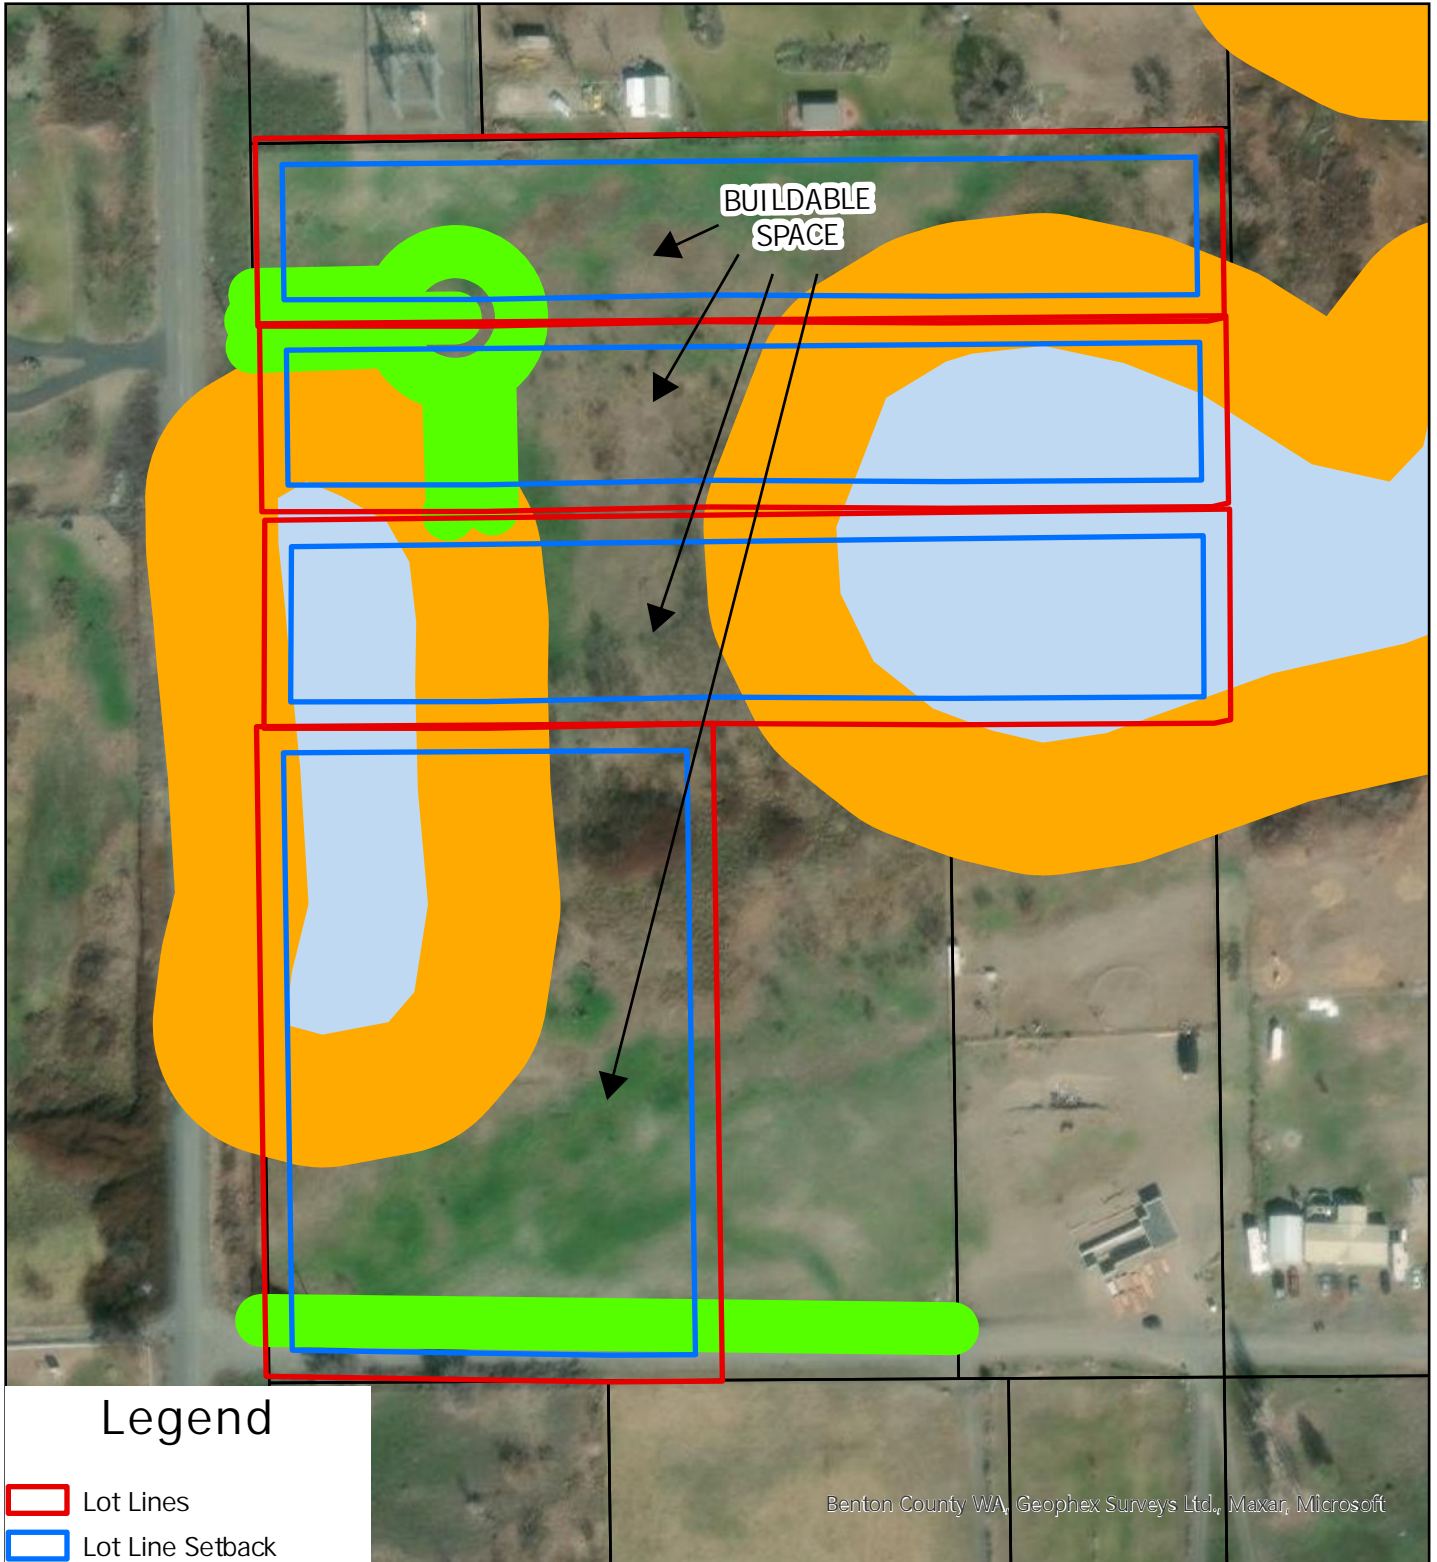 BUILDABLE
SPACE
Legend
Lot Lines
Lot Line Setback
Benton County WA, Geophex Surveys Ltd., Maxar, Microsoft